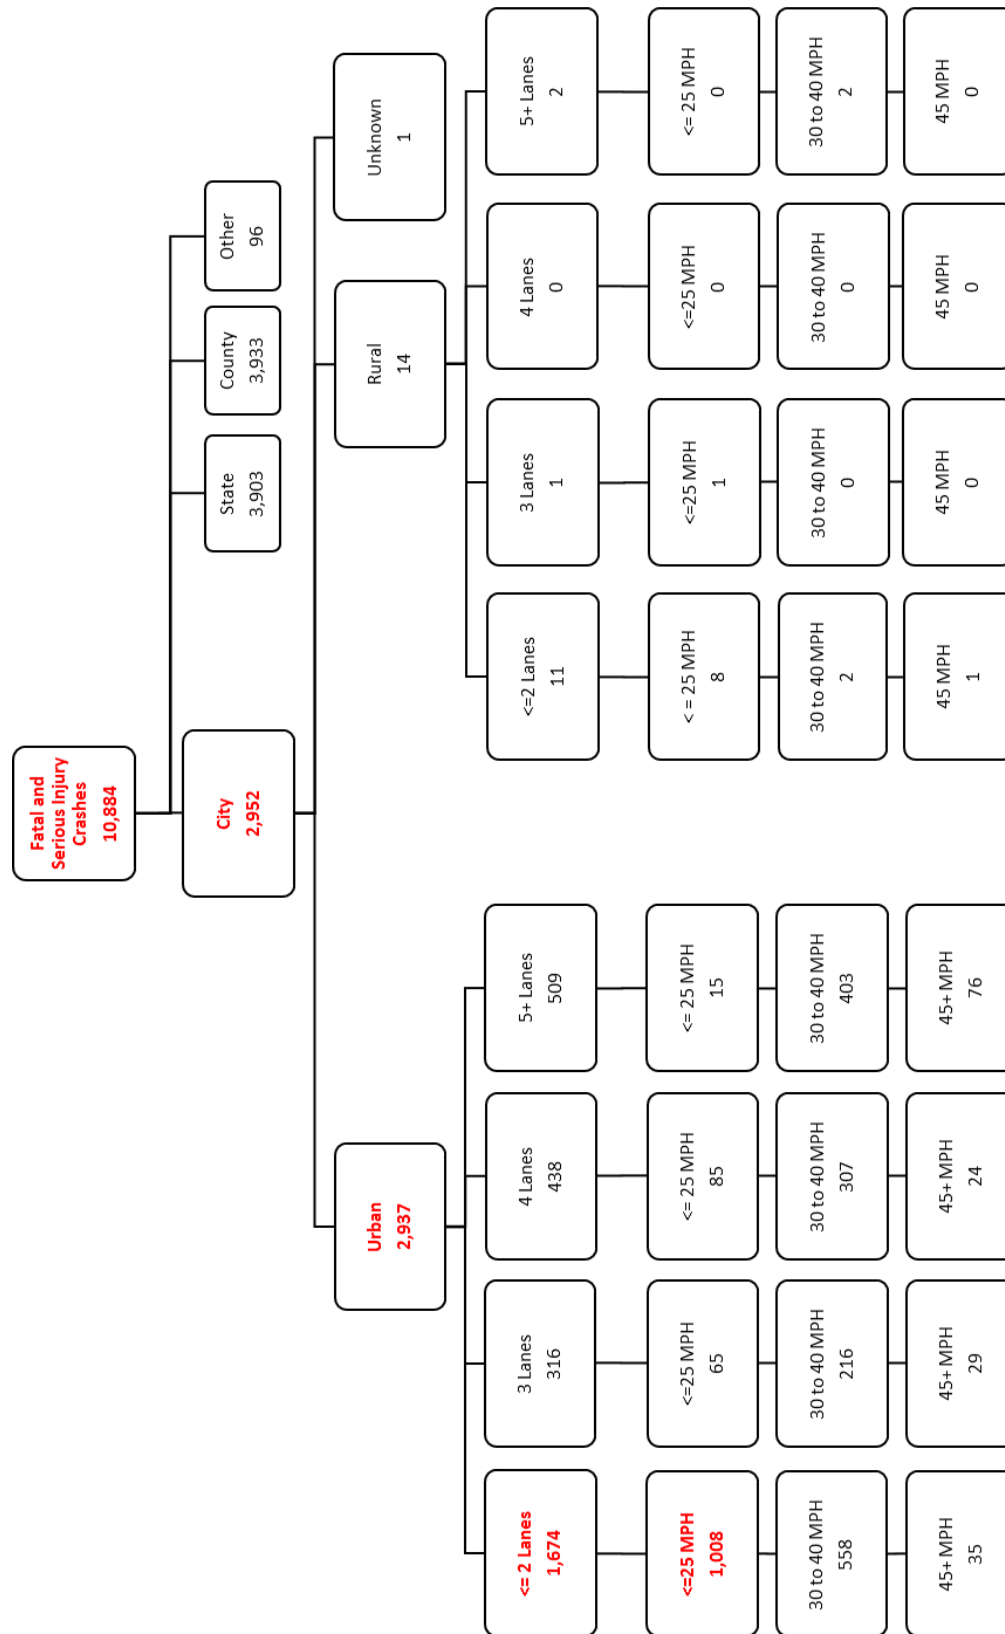 Fatal and
Serious Injury
Crashes
10,884
City
2,952
State
3,903
County
3,933
Other
96
Urban
2,937
Rural
14
Unknown
1
<= 2 Lanes
1,674
3 Lanes
316
4 Lanes
438
5+ Lanes
509
<=2 Lanes
11
3 Lanes
1
4 Lanes
0
5+ Lanes
2
<=25 MPH
1,008
<=25 MPH
65
<= 25 MPH
85
<= 25 MPH
15
< = 25 MPH
8
<=25 MPH
1
<=25 MPH
0
<= 25 MPH
0
30 to 40 MPH
558
30 to 40 MPH
216
30 to 40 MPH
307
30 to 40 MPH
403
30 to 40 MPH
2
30 to 40 MPH
0
30 to 40 MPH
0
30 to 40 MPH
2
45+ MPH
35
45+ MPH
29
45+ MPH
24
45+ MPH
76
45 MPH
1
45 MPH
0
45 MPH
0
45 MPH
0